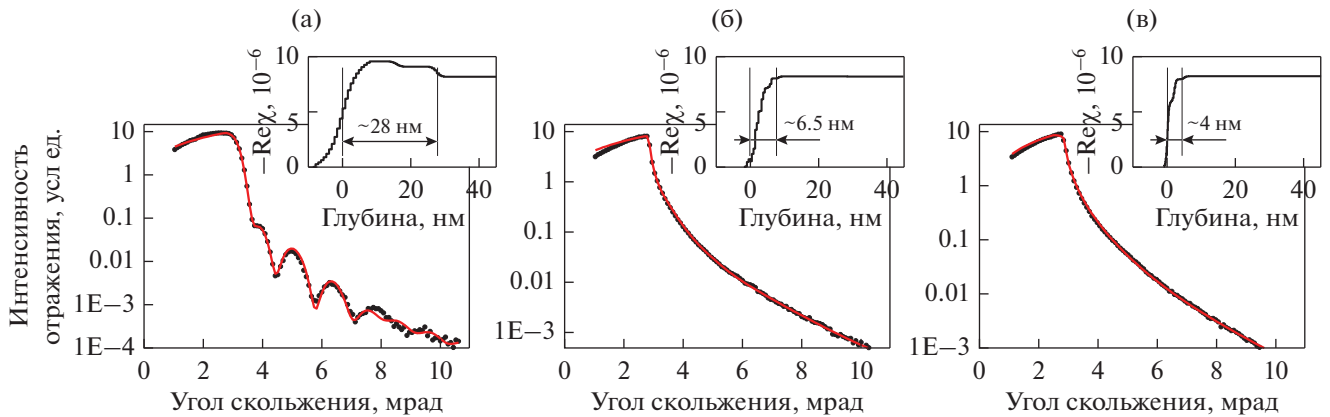 (а)
(б)
(в)
Интенсивность
отражения, усл ед.
10
1
0.1
0.01
1E−3
1E−4
0 2 4 6 8 10
Угол скольжения, мрад
−Reχ, 10−6
10
5
0
~28 нм
0 20 40
Глубина, нм
10
1
0.1
0.01
1E−3
0 2 4 6 8 10
Угол скольжения, мрад
−Reχ, 10−6
10
5
0
~6.5 нм
0 20 40
Глубина, нм
10
1
0.1
0.01
1E−3
0 2 4 6 8 10
Угол скольжения, мрад
−Reχ, 10−6
10
5
0
~4 нм
0 20 40
Глубина, нм